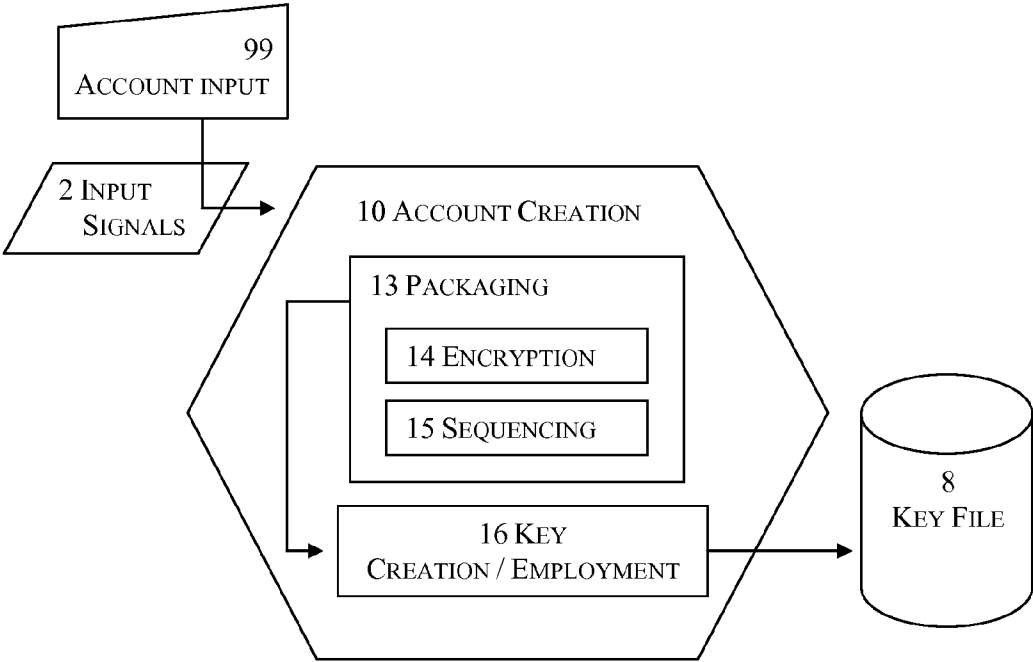 99
ACCOUNT INPUT
2 INPUT
SIGNALS
10 ACCOUNT CREATION
13 PACKAGING
14 ENCRYPTION
15 SEQUENCING
16 KEY
CREATION / EMPLOYMENT
8
KEY FILE